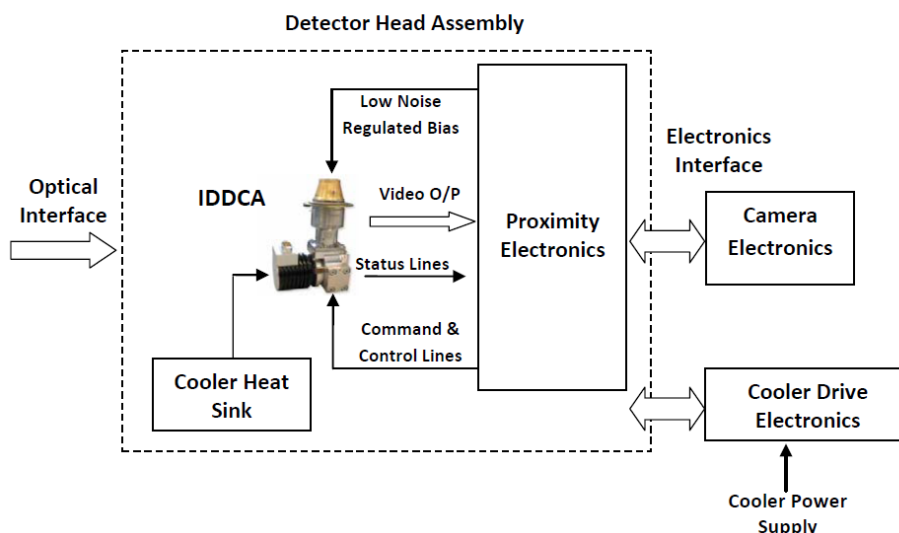 Detector Head Assembly
Low Noise
Regulated Bias
Electronics
Interface
Optical
Interface
IDDCA
Video O/P
Proximity
Electronics
Camera
Electronics
Status Lines
Command &
Control Lines
Cooler Heat
Sink
Cooler Drive
Electronics
Cooler Power
Supply